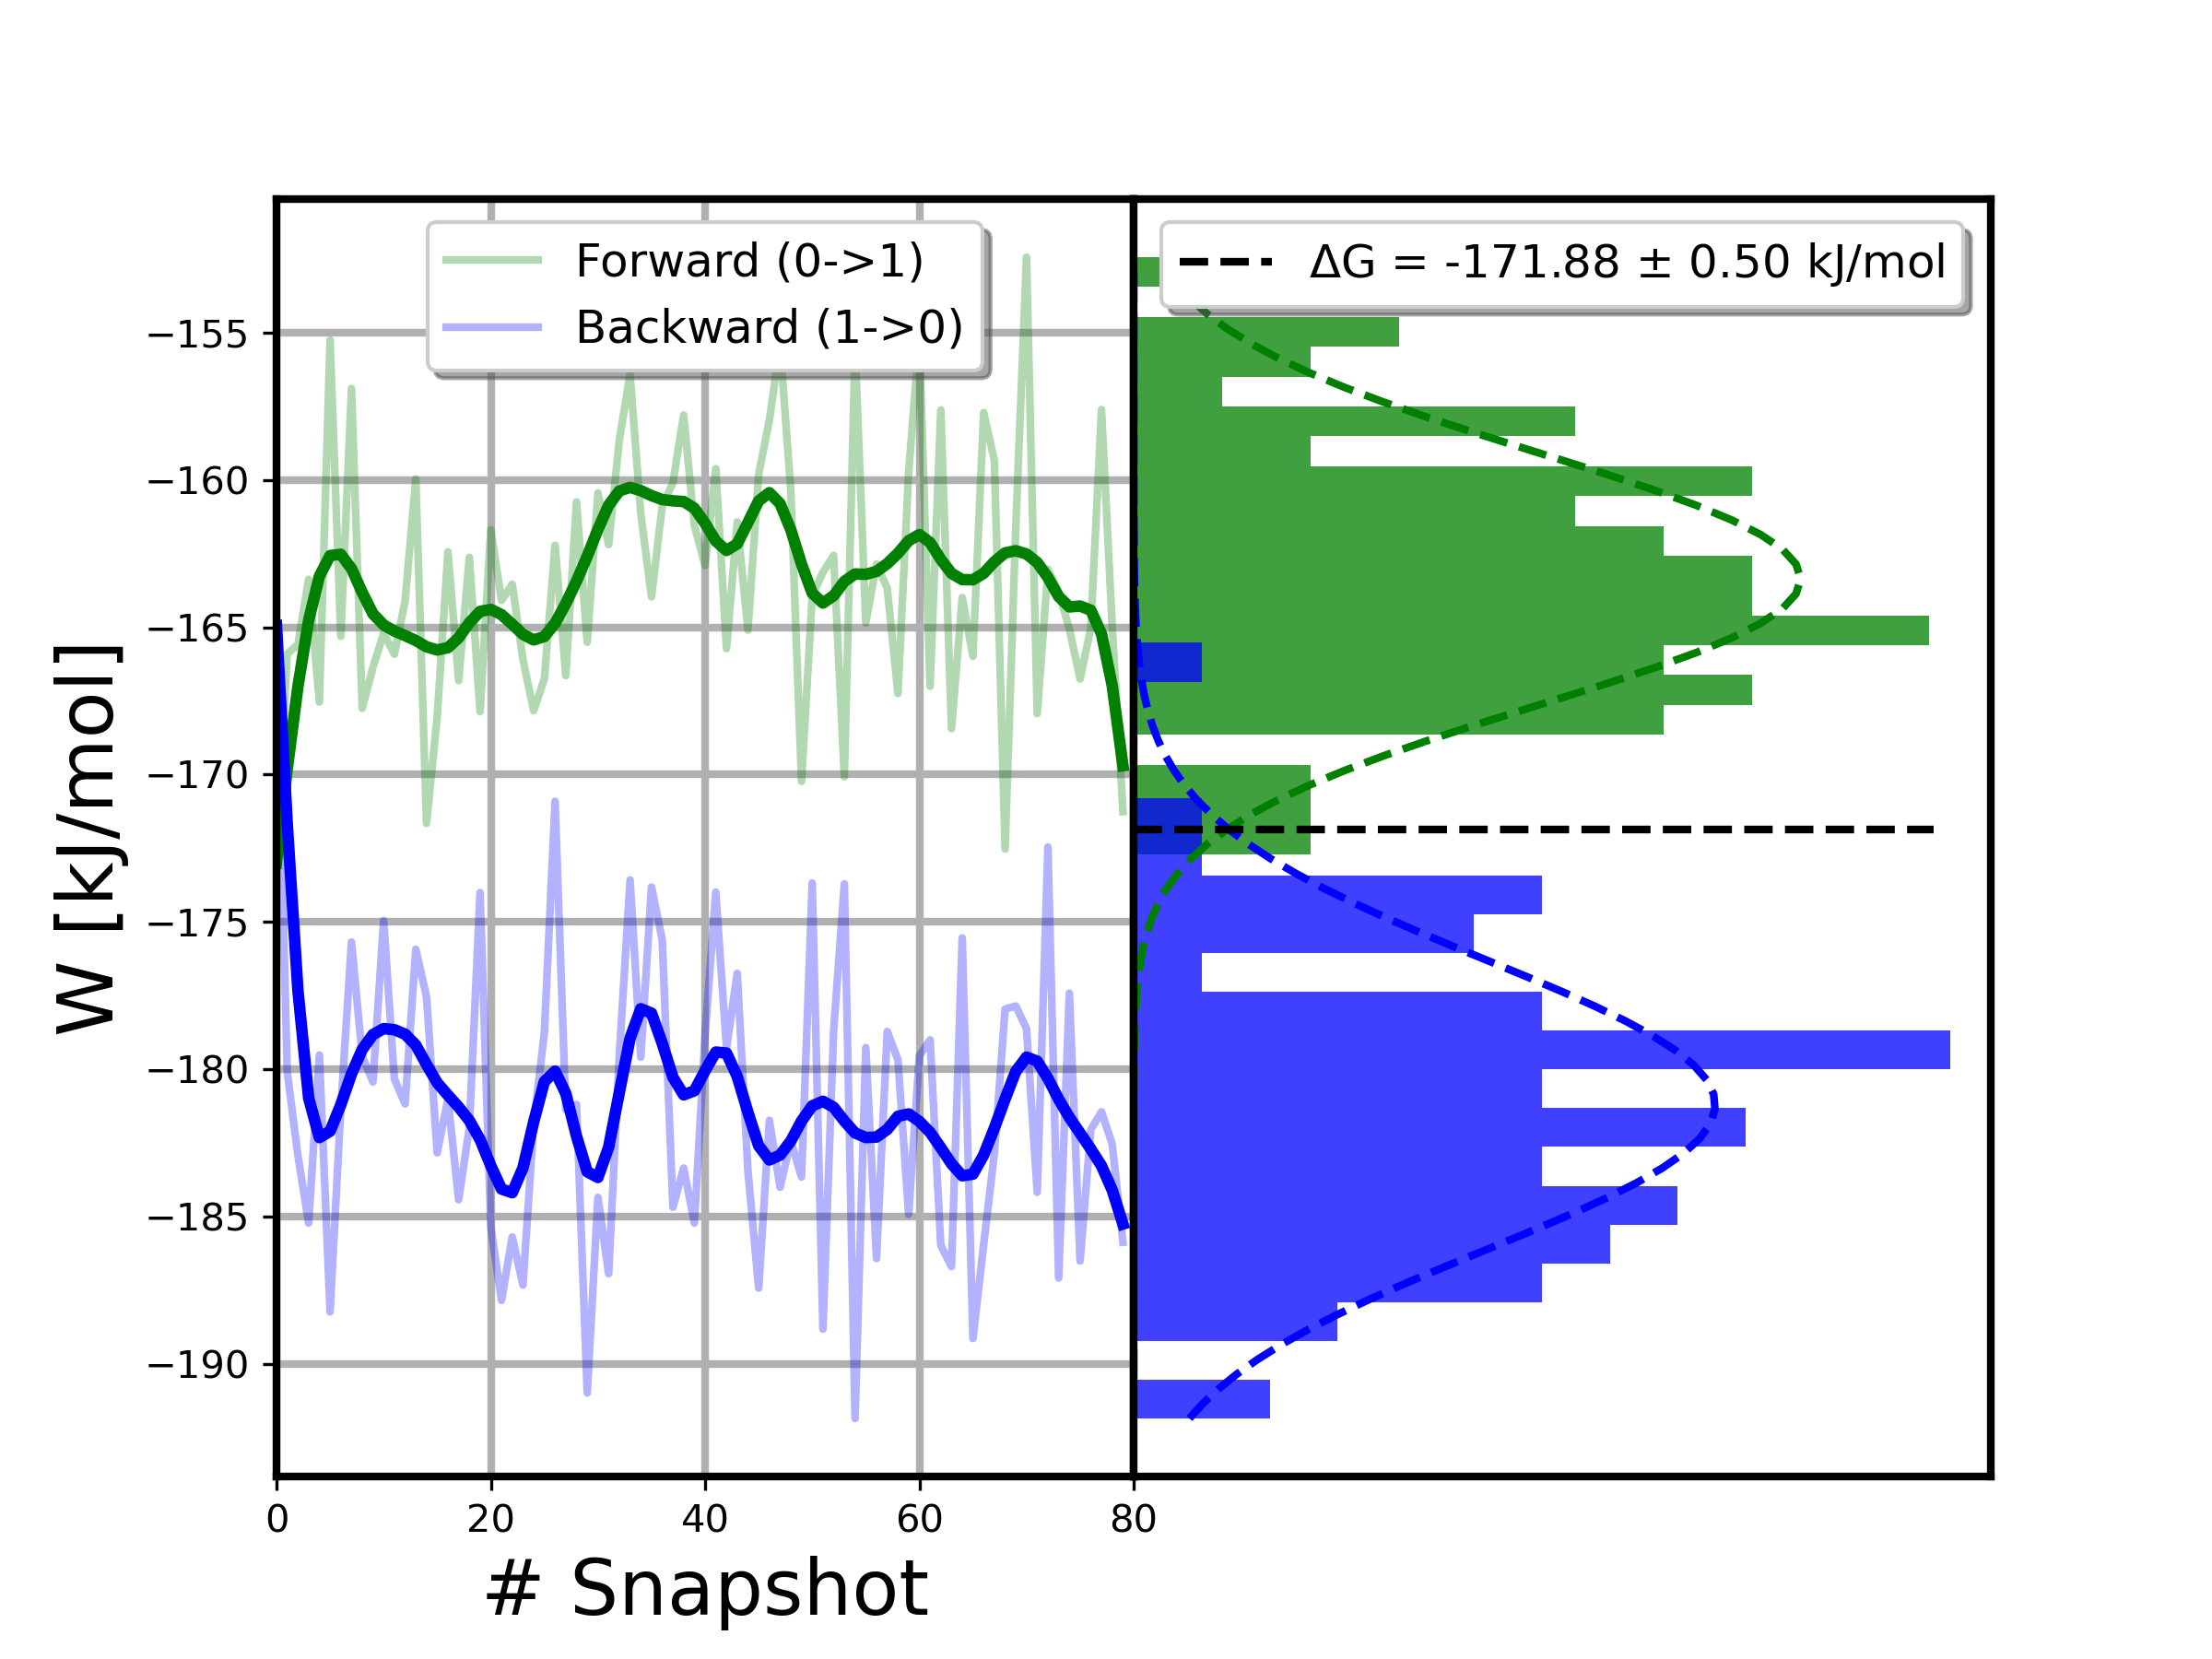 Forward (0->1)
Backward (1->0)
ΔG = -171.88 ± 0.50 kJ/mol
W [kJ/mol]
−155
−160
−165
−170
−175
−180
−185
−190
0 20 40 60 80
# Snapshot